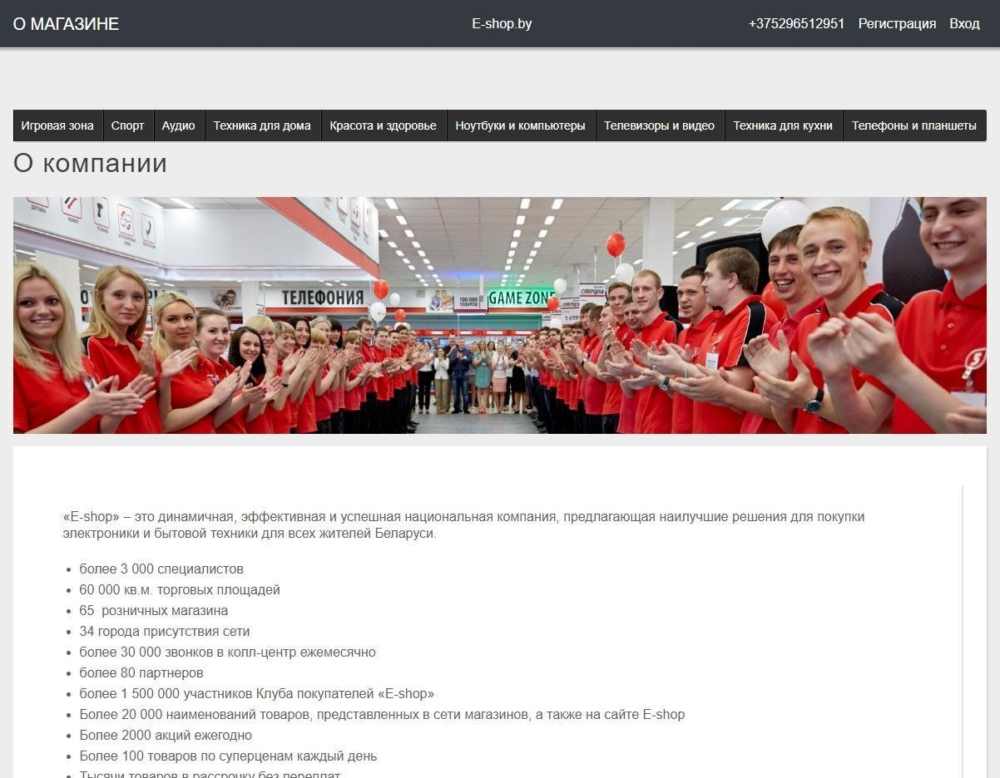 О МАГАЗИНЕ
E-shop.by
+375296512951 Регистрация Вход
Игровая зона Спорт Аудио Техника для дома Красота и здоровье Ноутбуки и компьютеры Телевизоры и видео Техника для кухни Телефоны и планшеты
О компании
ТЕЛЕФОНИЯ
100 000 ТОВАРОВ
GAME ZONE
СУПЕРЦЕНА
«E-shop» – это динамичная, эффективная и успешная национальная компания, предлагающая наилучшие решения для покупки
электроники и бытовой техники для всех жителей Беларуси.
более 3 000 специалистов
60 000 кв.м. торговых площадей
65  розничных магазина
34 города присутствия сети
более 30 000 звонков в колл-центр ежемесячно
более 80 партнеров
более 1 500 000 участников Клуба покупателей «E-shop»
Более 20 000 наименований товаров, представленных в сети магазинов, а также на сайте E-shop
Более 2000 акций ежегодно
Более 100 товаров по суперценам каждый день
Тысячи товаров в рассрочку без переплат